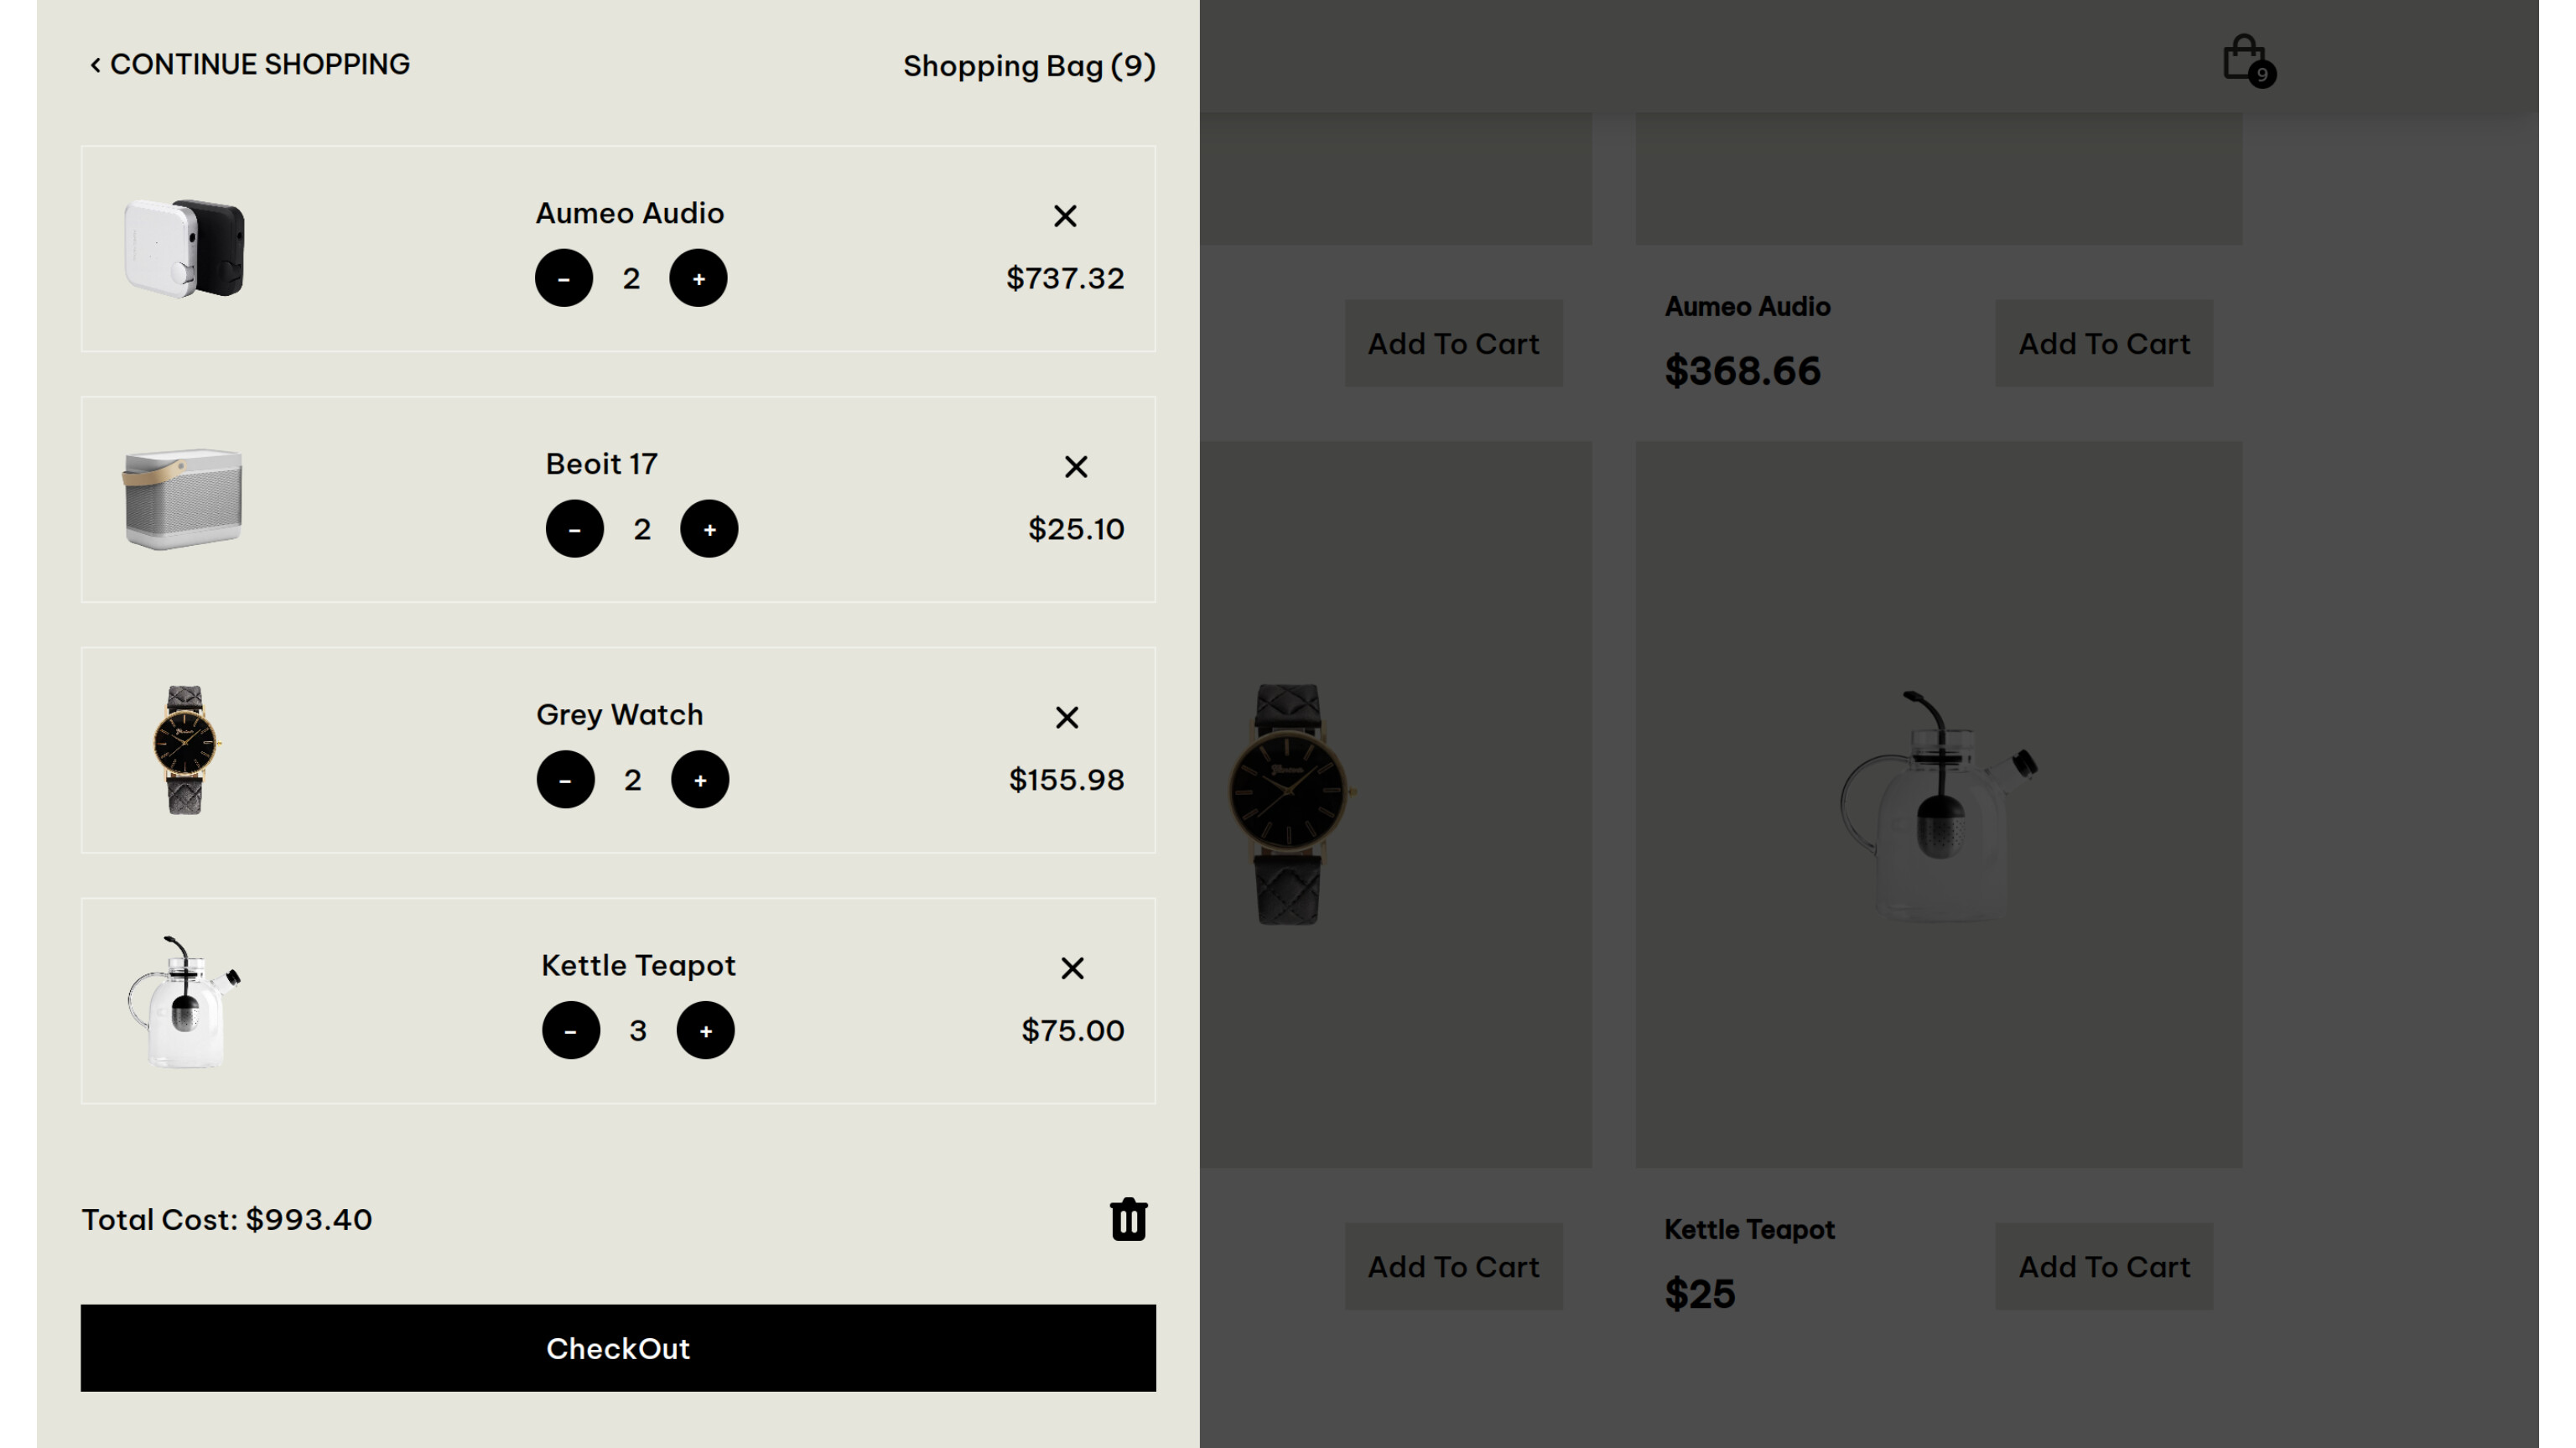 ‹ CONTINUE SHOPPING
Shopping Bag (9)
Aumeo Audio
- 2 +
$737.32
Beoit 17
- 2 +
$25.10
Grey Watch
- 2 +
$155.98
Kettle Teapot
- 3 +
$75.00
Total Cost: $993.40
CheckOut
9
Add To Cart
Aumeo Audio
$368.66
Add To Cart
Add To Cart
Kettle Teapot
$25
Add To Cart